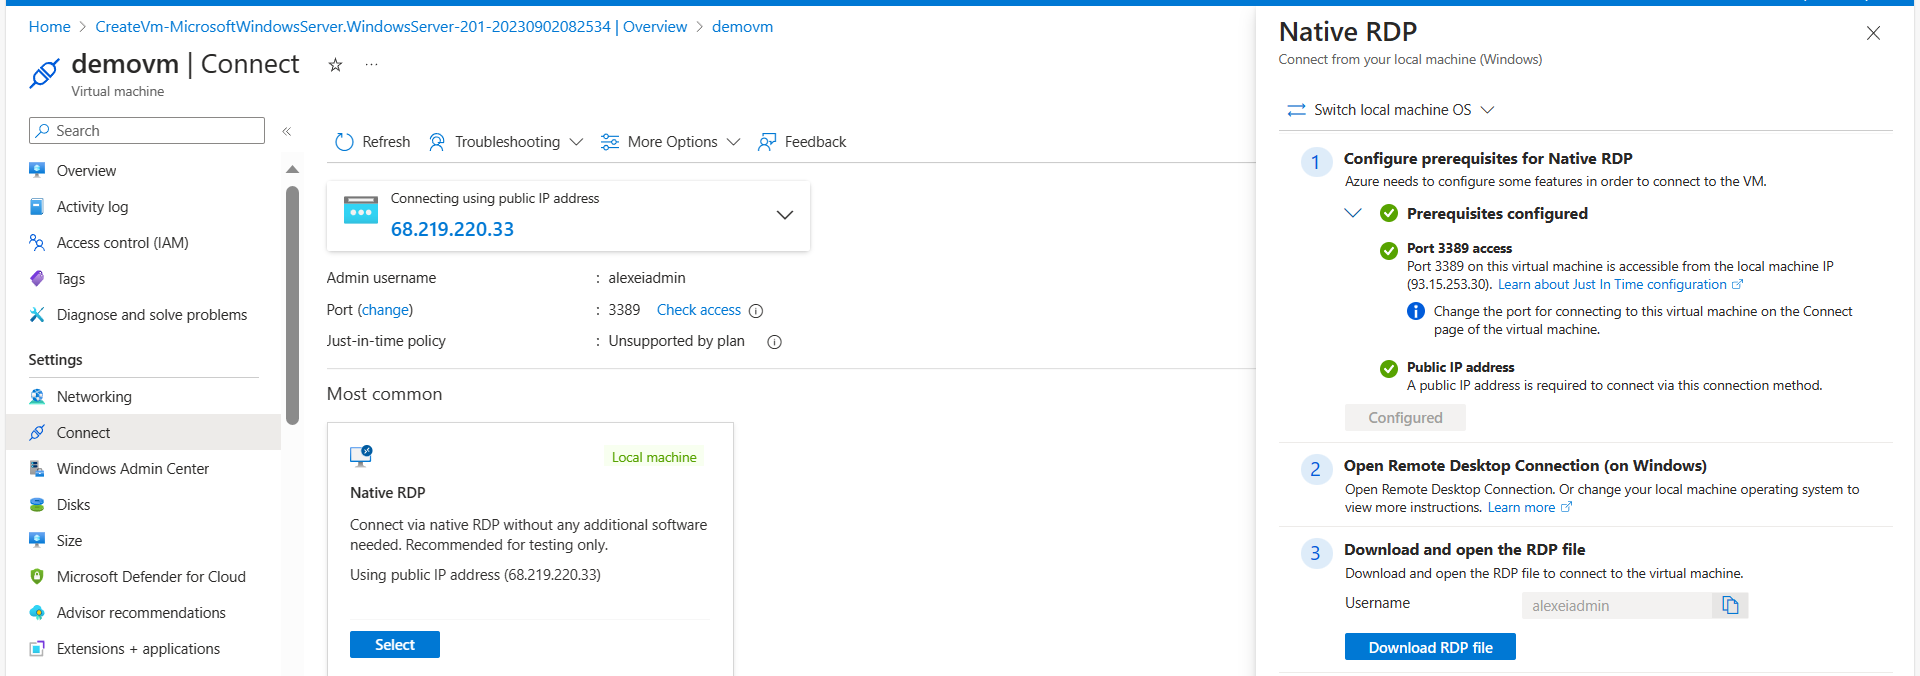 Home > CreateVm-MicrosoftWindowsServer.WindowsServer-201-20230902082534 | Overview > demovm
demovm | Connect
Virtual machine
Search
Overview
Activity log
Access control (IAM)
Tags
Diagnose and solve problems
Settings
Networking
Connect
Windows Admin Center
Disks
Size
Microsoft Defender for Cloud
Advisor recommendations
Extensions + applications
Refresh Troubleshooting More Options Feedback
Connecting using public IP address
68.219.220.33
Admin username : alexeiadmin
Port (change) : 3389 Check access
Just-in-time policy : Unsupported by plan
Most common
Local machine
Native RDP
Connect via native RDP without any additional software
needed. Recommended for testing only.
Using public IP address (68.219.220.33)
Select
Native RDP
Connect from your local machine (Windows)
Switch local machine OS
1 Configure prerequisites for Native RDP
Azure needs to configure some features in order to connect to the VM.
Prerequisites configured
Port 3389 access
Port 3389 on this virtual machine is accessible from the local machine IP
(93.15.253.30). Learn about Just In Time configuration
Change the port for connecting to this virtual machine on the Connect
page of the virtual machine.
Public IP address
A public IP address is required to connect via this connection method.
Configured
2 Open Remote Desktop Connection (on Windows)
Open Remote Desktop Connection. Or change your local machine operating system to
view more instructions. Learn more
3 Download and open the RDP file
Download and open the RDP file to connect to the virtual machine.
Username alexeiadmin
Download RDP file